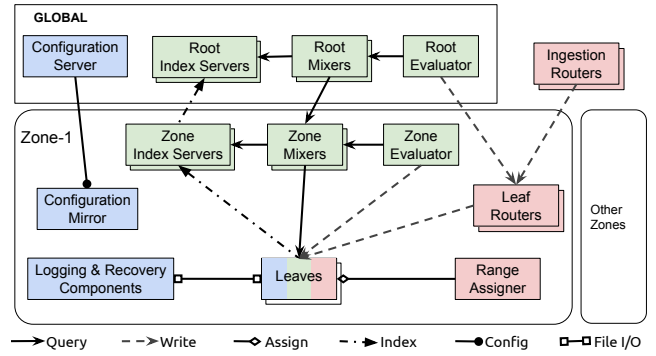 GLOBAL
Configuration
Server
Root
Index Servers
Root
Mixers
Root
Evaluator
Ingestion
Routers
Zone-1
Zone
Index Servers
Zone
Mixers
Zone
Evaluator
Configuration
Mirror
Leaf
Routers
Other
Zones
Logging & Recovery
Components
Leaves
Range
Assigner
Query
Write
Assign
Index
Config
File I/O